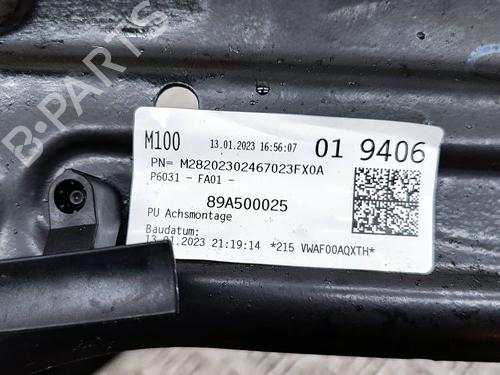 B-PARTS
M100 13.01.2023 16:56:07 01 9406
PN= M28202302467023FX0A
P6031 - FA01 -
89A500025
PU Achsmontage
Baudatum:
13.01.2023 21:19:14 *215 VWAF00AQXTH*